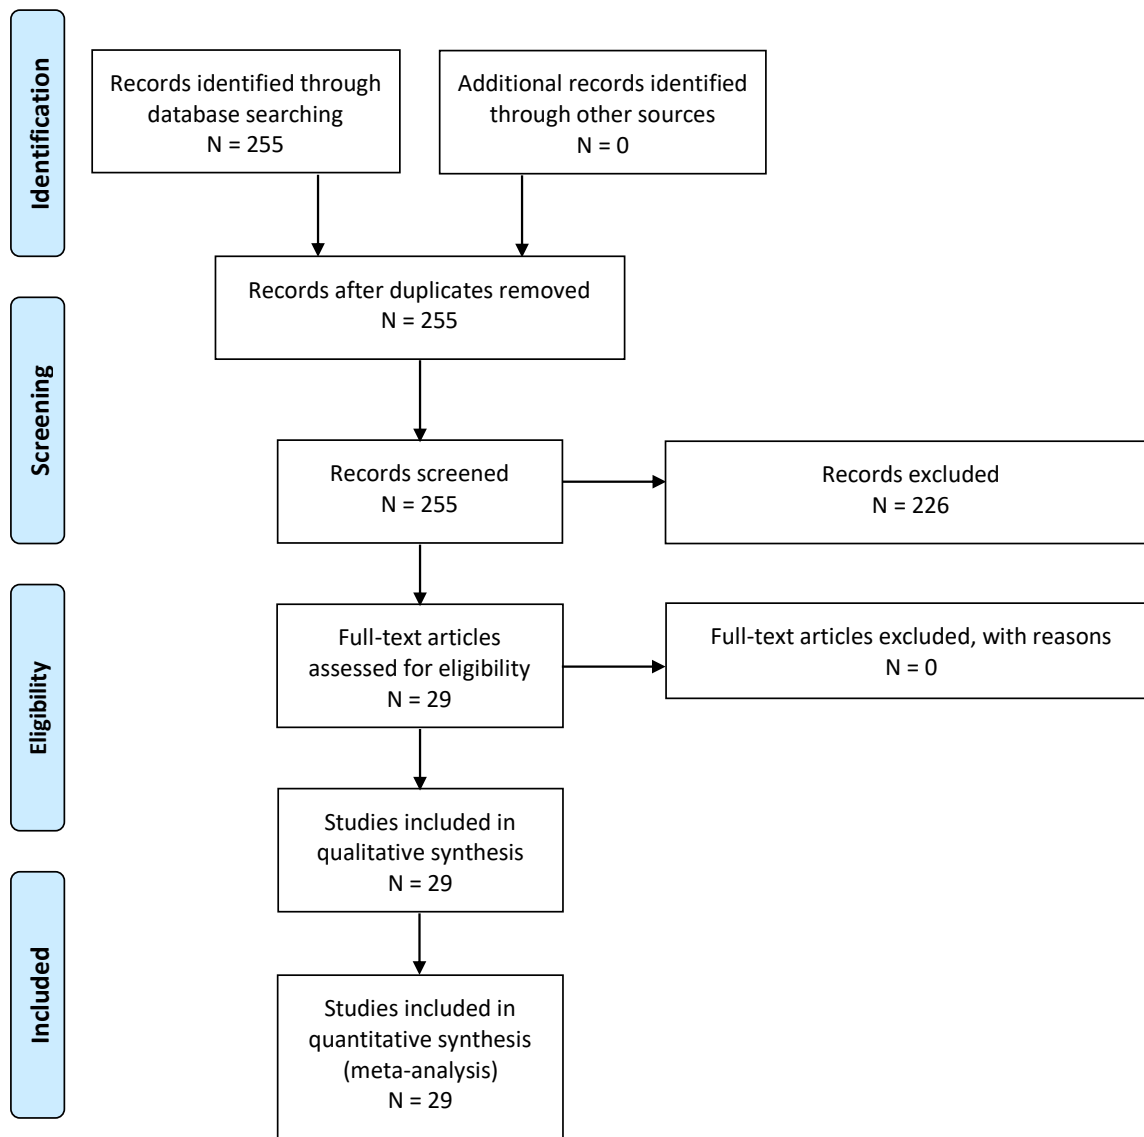 Identification
Records identified through
database searching
N = 255
Additional records identified
through other sources
N = 0
Records after duplicates removed
N = 255
Screening
Records screened
N = 255
Records excluded
N = 226
Eligibility
Full-text articles
assessed for eligibility
N = 29
Full-text articles excluded, with reasons
N = 0
Studies included in
qualitative synthesis
N = 29
Included
Studies included in
quantitative synthesis
(meta-analysis)
N = 29